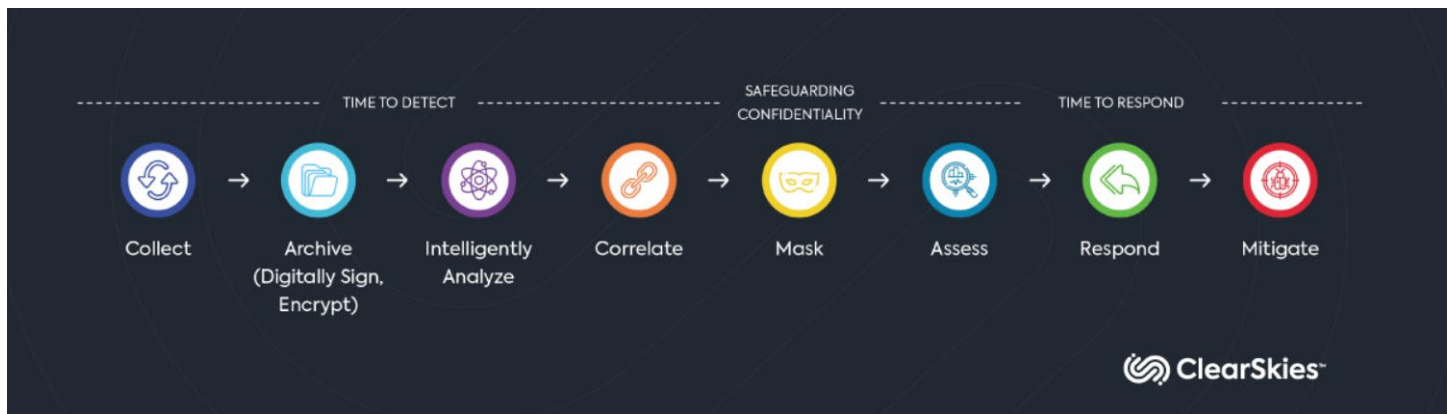 TIME TO DETECT
SAFEGUARDING
CONFIDENTIALITY
TIME TO RESPOND
Collect
Archive
(Digitally Sign,
Encrypt)
Intelligently
Analyze
Correlate
Mask
Assess
Respond
Mitigate
ClearSkies™